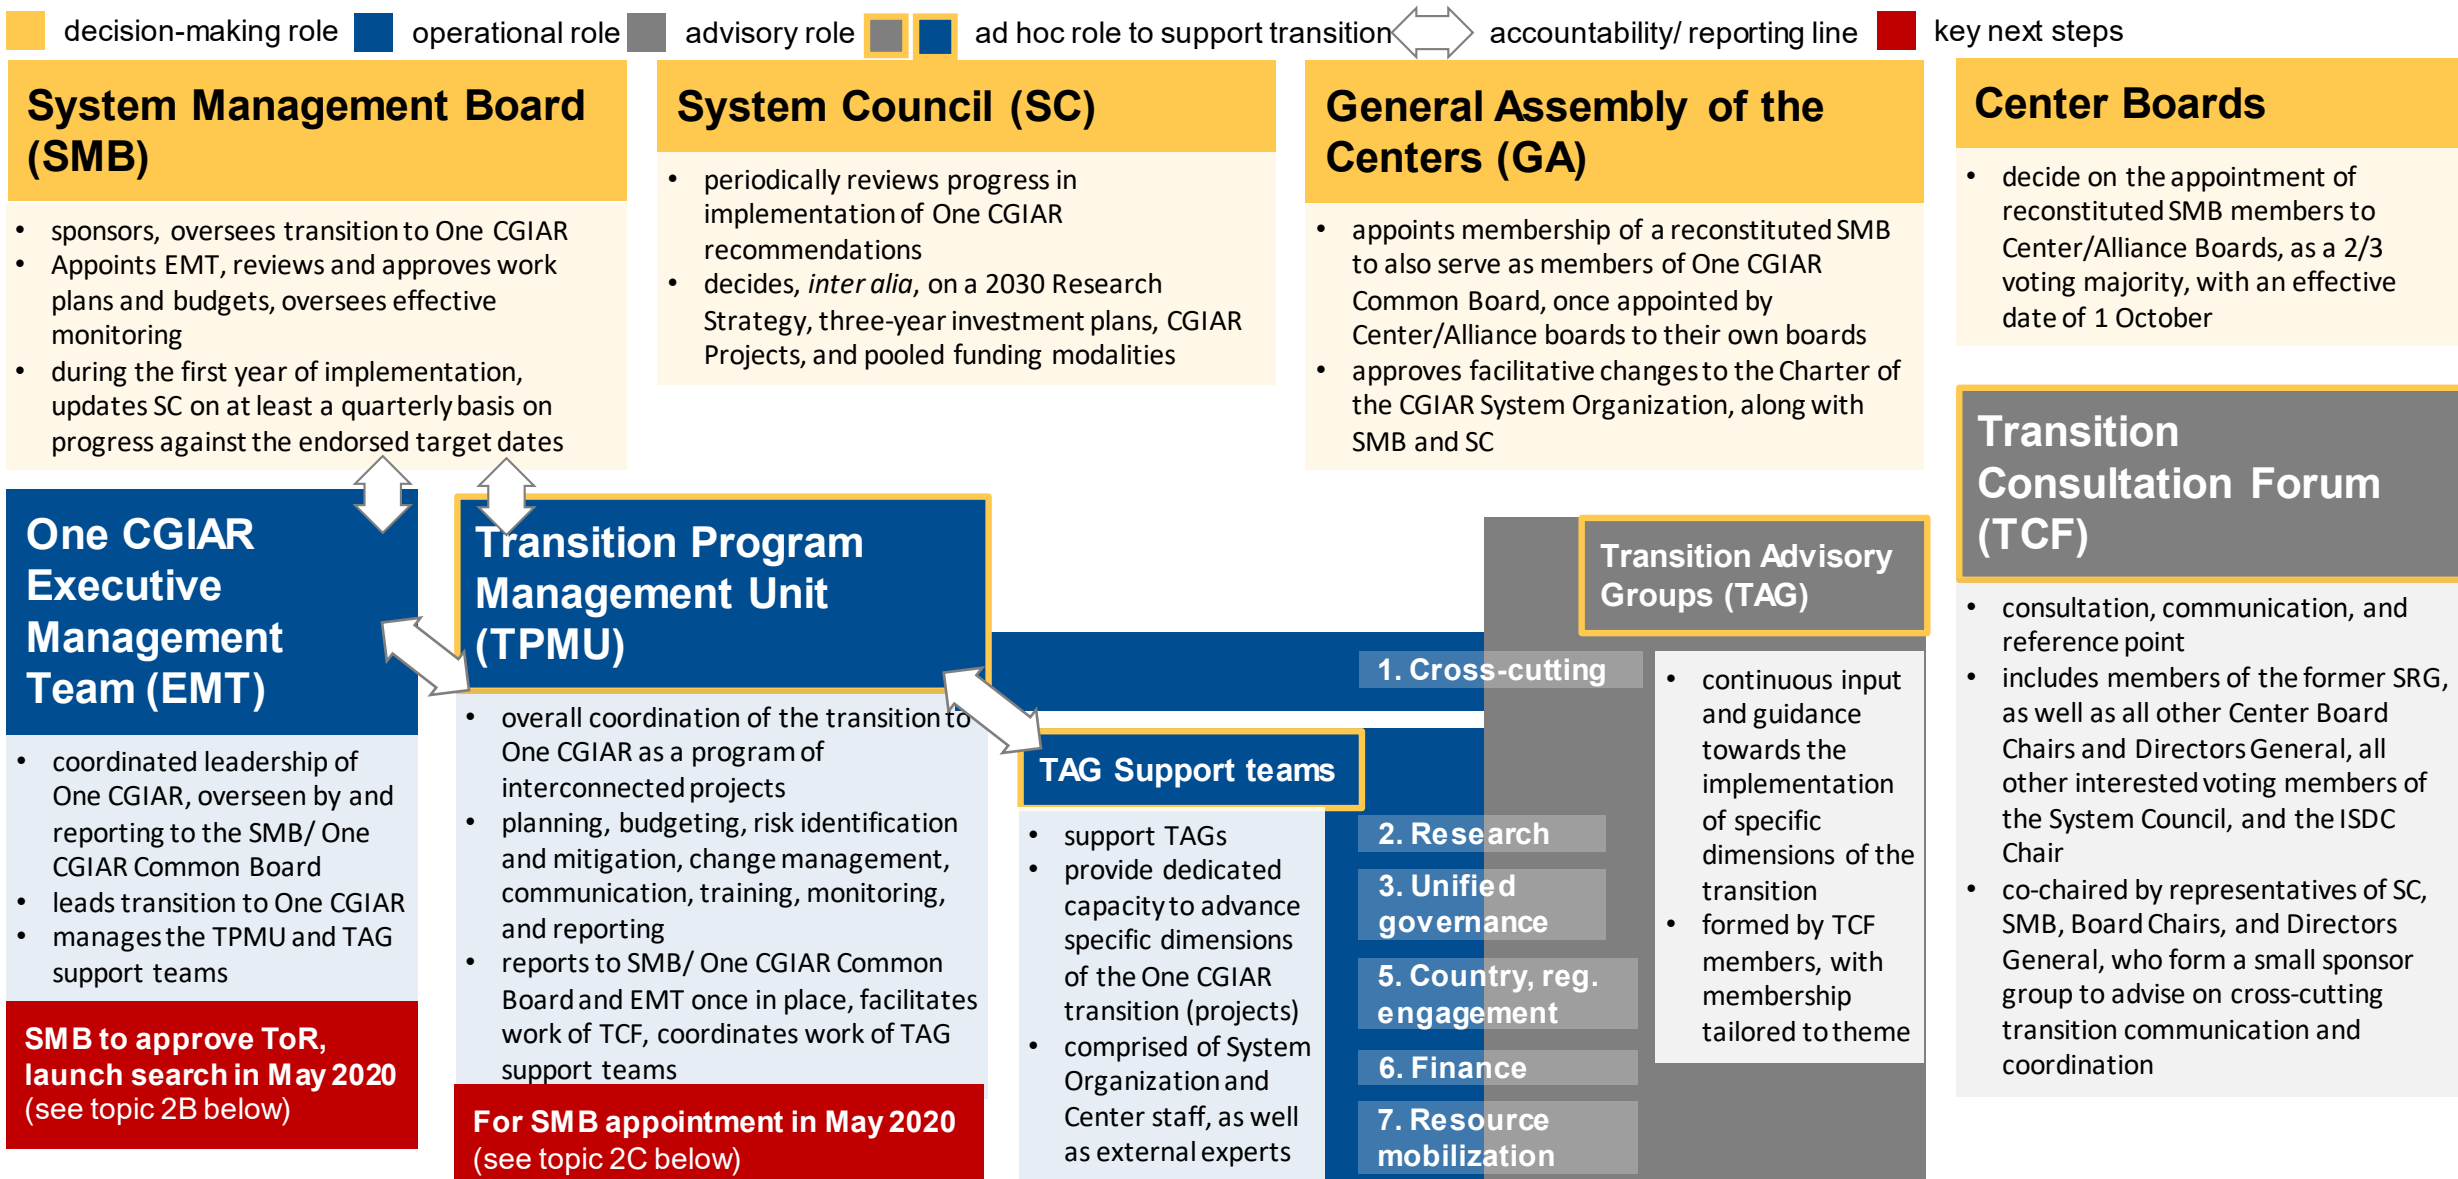 decision-making role
operational role
advisory role
ad hoc role to support transition
accountability/ reporting line
key next steps
System Management Board
(SMB)
• sponsors, oversees transition to One CGIAR
• Appoints EMT, reviews and approves work
plans and budgets, oversees effective
monitoring
• during the first year of implementation,
updates SC on at least a quarterly basis on
progress against the endorsed target dates
System Council (SC)
• periodically reviews progress in
implementation of One CGIAR
recommendations
• decides, inter alia, on a 2030 Research
Strategy, three-year investment plans, CGIAR
Projects, and pooled funding modalities
General Assembly of the
Centers (GA)
• appoints membership of a reconstituted SMB
to also serve as members of One CGIAR
Common Board, once appointed by
Center/Alliance boards to their own boards
• approves facilitative changes to the Charter of
the CGIAR System Organization, along with
SMB and SC
Center Boards
• decide on the appointment of
reconstituted SMB members to
Center/Alliance Boards, as a 2/3
voting majority, with an effective
date of 1 October
One CGIAR
Executive
Management
Team (EMT)
• coordinated leadership of
One CGIAR, overseen by and
reporting to the SMB/ One
CGIAR Common Board
• leads transition to One CGIAR
• manages the TPMU and TAG
support teams
SMB to approve ToR,
launch search in May 2020
(see topic 2B below)
Transition Program
Management Unit
(TPMU)
• overall coordination of the transition to
One CGIAR as a program of
interconnected projects
• planning, budgeting, risk identification
and mitigation, change management,
communication, training, monitoring,
and reporting
• reports to SMB/ One CGIAR Common
Board and EMT once in place, facilitates
work of TCF, coordinates work of TAG
support teams
For SMB appointment in May 2020
(see topic 2C below)
TAG Support teams
• support TAGs
• provide dedicated
capacity to advance
specific dimensions
of the One CGIAR
transition (projects)
• comprised of System
Organization and
Center staff, as well
as external experts
1. Cross-cutting
2. Research
3. Unified
governance
5. Country, reg.
engagement
6. Finance
7. Resource
mobilization
Transition Advisory
Groups (TAG)
• continuous input
and guidance
towards the
implementation
of specific
dimensions of the
transition
• formed by TCF
members, with
membership
tailored to theme
Transition
Consultation Forum
(TCF)
• consultation, communication, and
reference point
• includes members of the former SRG,
as well as all other Center Board
Chairs and Directors General, all
other interested voting members of
the System Council, and the ISDC
Chair
• co-chaired by representatives of SC,
SMB, Board Chairs, and Directors
General, who form a small sponsor
group to advise on cross-cutting
transition communication and
coordination